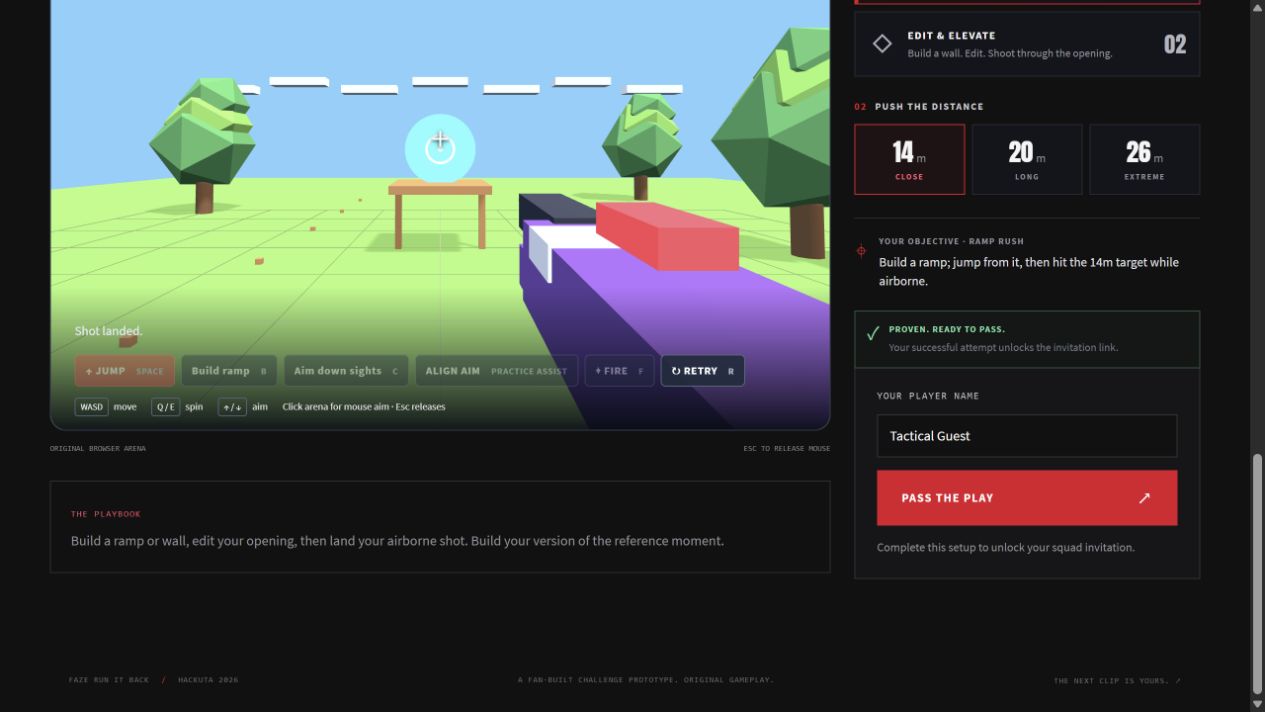 EDIT & ELEVATE
Build a wall. Edit. Shoot through the opening.
02
02 PUSH THE DISTANCE
14 m
CLOSE
20 m
LONG
26 m
EXTREME
YOUR OBJECTIVE · RAMP RUSH
Build a ramp; jump from it, then hit the 14m target while
airborne.
✓ PROVEN. READY TO PASS.
Your successful attempt unlocks the invitation link.
YOUR PLAYER NAME
Tactical Guest
PASS THE PLAY ↗
Complete this setup to unlock your squad invitation.
Shot landed.
↑ JUMP SPACE
Build ramp B
Aim down sights C
ALIGN AIM PRACTICE ASSIST
FIRE F
↻ RETRY R
WASD move Q / E spin ↑ / ↓ aim Click arena for mouse aim · Esc releases
ORIGINAL BROWSER ARENA
ESC TO RELEASE MOUSE
THE PLAYBOOK
Build a ramp or wall, edit your opening, then land your airborne shot. Build your version of the reference moment.
FAZE RUN IT BACK / HACKUTA 2026
A FAN-BUILT CHALLENGE PROTOTYPE. ORIGINAL GAMEPLAY.
THE NEXT CLIP IS YOURS. ↗